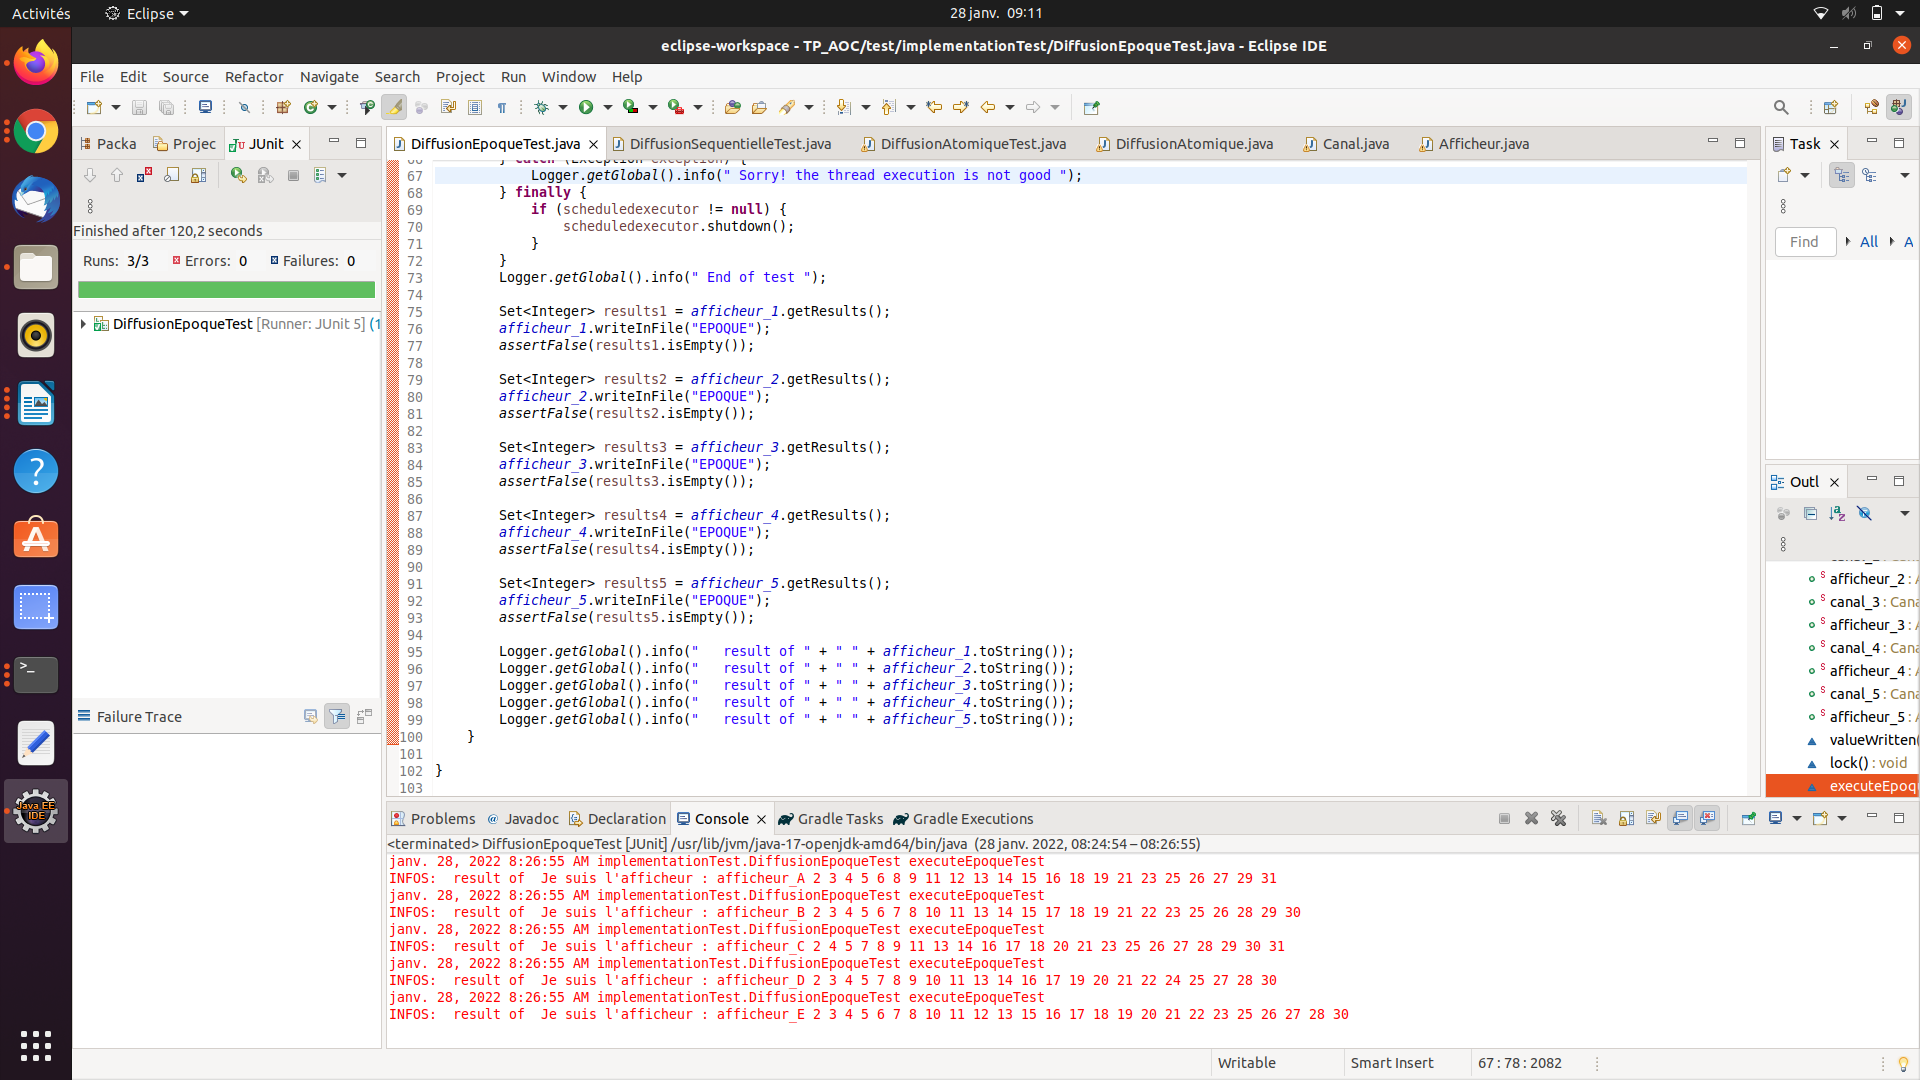 Activités
Eclipse
28 janv. 09:11
eclipse-workspace - TP_AOC/test/implementationTest/DiffusionEpoqueTest.java - Eclipse IDE
File Edit Source Refactor Navigate Search Project Run Window Help
Packa Projec JUnit
DiffusionEpoqueTest.java DiffusionSequentielleTest.java DiffusionAtomiqueTest.java DiffusionAtomique.java Canal.java Afficheur.java
Task
Finished after 120,2 seconds
Runs: 3/3 Errors: 0 Failures: 0
DiffusionEpoqueTest [Runner: JUnit 5] (1
Failure Trace
66 } catch (Exception exception) {
67 Logger.getGlobal().info(" Sorry! the thread execution is not good ");
68 } finally {
69 if (scheduledexecutor != null) {
70 scheduledexecutor.shutdown();
71 }
72 }
73 Logger.getGlobal().info(" End of test ");
74
75 Set<Integer> results1 = afficheur_1.getResults();
76 afficheur_1.writeInFile("EPOQUE");
77 assertFalse(results1.isEmpty());
78
79 Set<Integer> results2 = afficheur_2.getResults();
80 afficheur_2.writeInFile("EPOQUE");
81 assertFalse(results2.isEmpty());
82
83 Set<Integer> results3 = afficheur_3.getResults();
84 afficheur_3.writeInFile("EPOQUE");
85 assertFalse(results3.isEmpty());
86
87 Set<Integer> results4 = afficheur_4.getResults();
88 afficheur_4.writeInFile("EPOQUE");
89 assertFalse(results4.isEmpty());
90
91 Set<Integer> results5 = afficheur_5.getResults();
92 afficheur_5.writeInFile("EPOQUE");
93 assertFalse(results5.isEmpty());
94
95 Logger.getGlobal().info("   result of " + " " + afficheur_1.toString());
96 Logger.getGlobal().info("   result of " + " " + afficheur_2.toString());
97 Logger.getGlobal().info("   result of " + " " + afficheur_3.toString());
98 Logger.getGlobal().info("   result of " + " " + afficheur_4.toString());
99 Logger.getGlobal().info("   result of " + " " + afficheur_5.toString());
100 }
101
102 }
103
Find All A
Outl
afficheur_2 : A
canal_3 : Cana
afficheur_3 : A
canal_4 : Cana
afficheur_4 : A
canal_5 : Cana
afficheur_5 : A
valueWritten(
lock() : void
executeEpoq
Problems Javadoc Declaration Console Gradle Tasks Gradle Executions
<terminated> DiffusionEpoqueTest [JUnit] /usr/lib/jvm/java-17-openjdk-amd64/bin/java (28 janv. 2022, 08:24:54 – 08:26:55)
janv. 28, 2022 8:26:55 AM implementationTest.DiffusionEpoqueTest executeEpoqueTest
INFOS:  result of  Je suis l'afficheur : afficheur_A 2 3 4 5 6 8 9 11 12 13 14 15 16 18 19 21 23 25 26 27 29 31
janv. 28, 2022 8:26:55 AM implementationTest.DiffusionEpoqueTest executeEpoqueTest
INFOS:  result of  Je suis l'afficheur : afficheur_B 2 3 4 5 6 7 8 10 11 13 14 15 17 18 19 21 22 23 25 26 28 29 30
janv. 28, 2022 8:26:55 AM implementationTest.DiffusionEpoqueTest executeEpoqueTest
INFOS:  result of  Je suis l'afficheur : afficheur_C 2 4 5 7 8 9 11 13 14 16 17 18 20 21 23 25 26 27 28 29 30 31
janv. 28, 2022 8:26:55 AM implementationTest.DiffusionEpoqueTest executeEpoqueTest
INFOS:  result of  Je suis l'afficheur : afficheur_D 2 3 4 5 7 8 9 10 11 13 14 16 17 19 20 21 22 24 25 27 28 30
janv. 28, 2022 8:26:55 AM implementationTest.DiffusionEpoqueTest executeEpoqueTest
INFOS:  result of  Je suis l'afficheur : afficheur_E 2 3 4 5 6 7 8 10 11 12 13 15 16 17 18 19 20 21 22 23 25 26 27 28 30
Java EE
IDE
Writable Smart Insert 67 : 78 : 2082